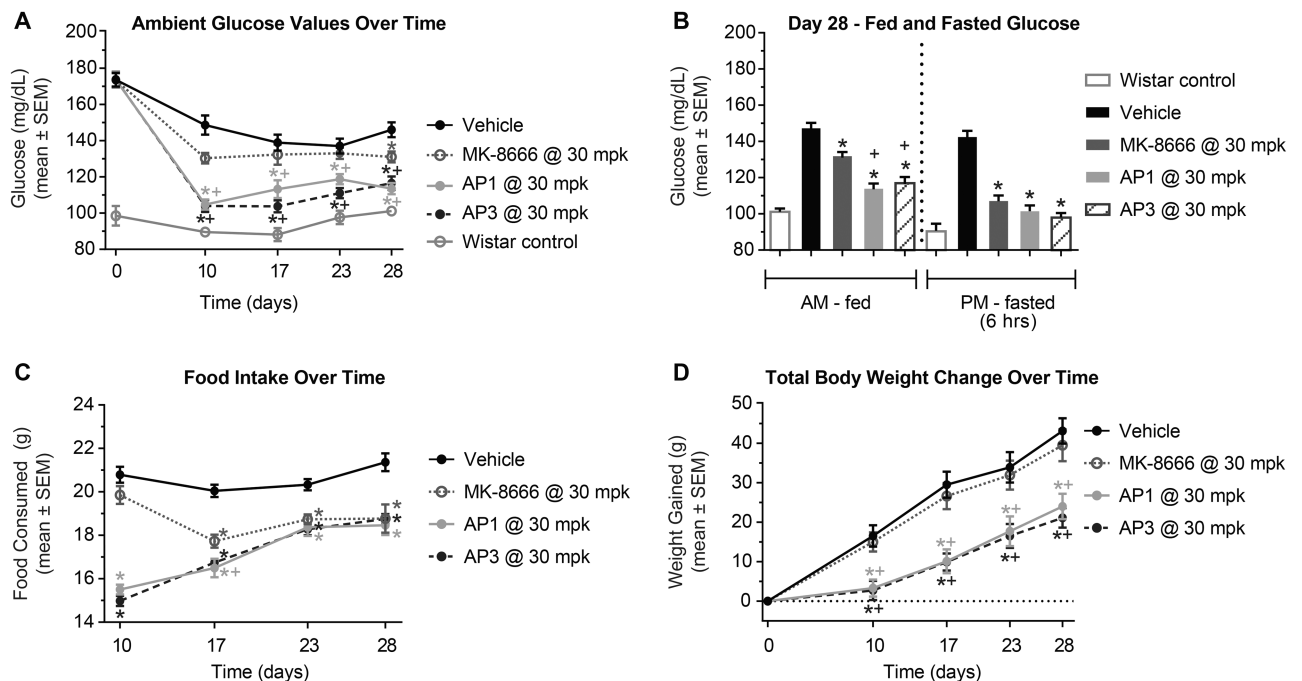 A
Ambient Glucose Values Over Time
Glucose (mg/dL)
(mean ± SEM)
200
180
160
140
120
100
80
0
10
17
23
28
Time (days)
*
*+
*+
*+
*+
*+
*+
*+
*+
Vehicle
MK-8666 @ 30 mpk
AP1 @ 30 mpk
AP3 @ 30 mpk
Wistar control
B
Day 28 - Fed and Fasted Glucose
Glucose (mg/dL)
(mean ± SEM)
200
180
160
140
120
100
80
*
+
*
+
*
*
*
*
AM - fed
PM - fasted
(6 hrs)
Wistar control
Vehicle
MK-8666 @ 30 mpk
AP1 @ 30 mpk
AP3 @ 30 mpk
C
Food Intake Over Time
Food Consumed (g)
(mean ± SEM)
24
22
20
18
16
14
10
17
23
28
Time (days)
*
*
*
*
*+
*
*
*
*
*
Vehicle
MK-8666 @ 30 mpk
AP1 @ 30 mpk
AP3 @ 30 mpk
D
Total Body Weight Change Over Time
Weight Gained (g)
(mean ± SEM)
50
40
30
20
10
0
0
10
17
23
28
Time (days)
*+
*+
*+
*+
*+
*+
*+
*+
Vehicle
MK-8666 @ 30 mpk
AP1 @ 30 mpk
AP3 @ 30 mpk